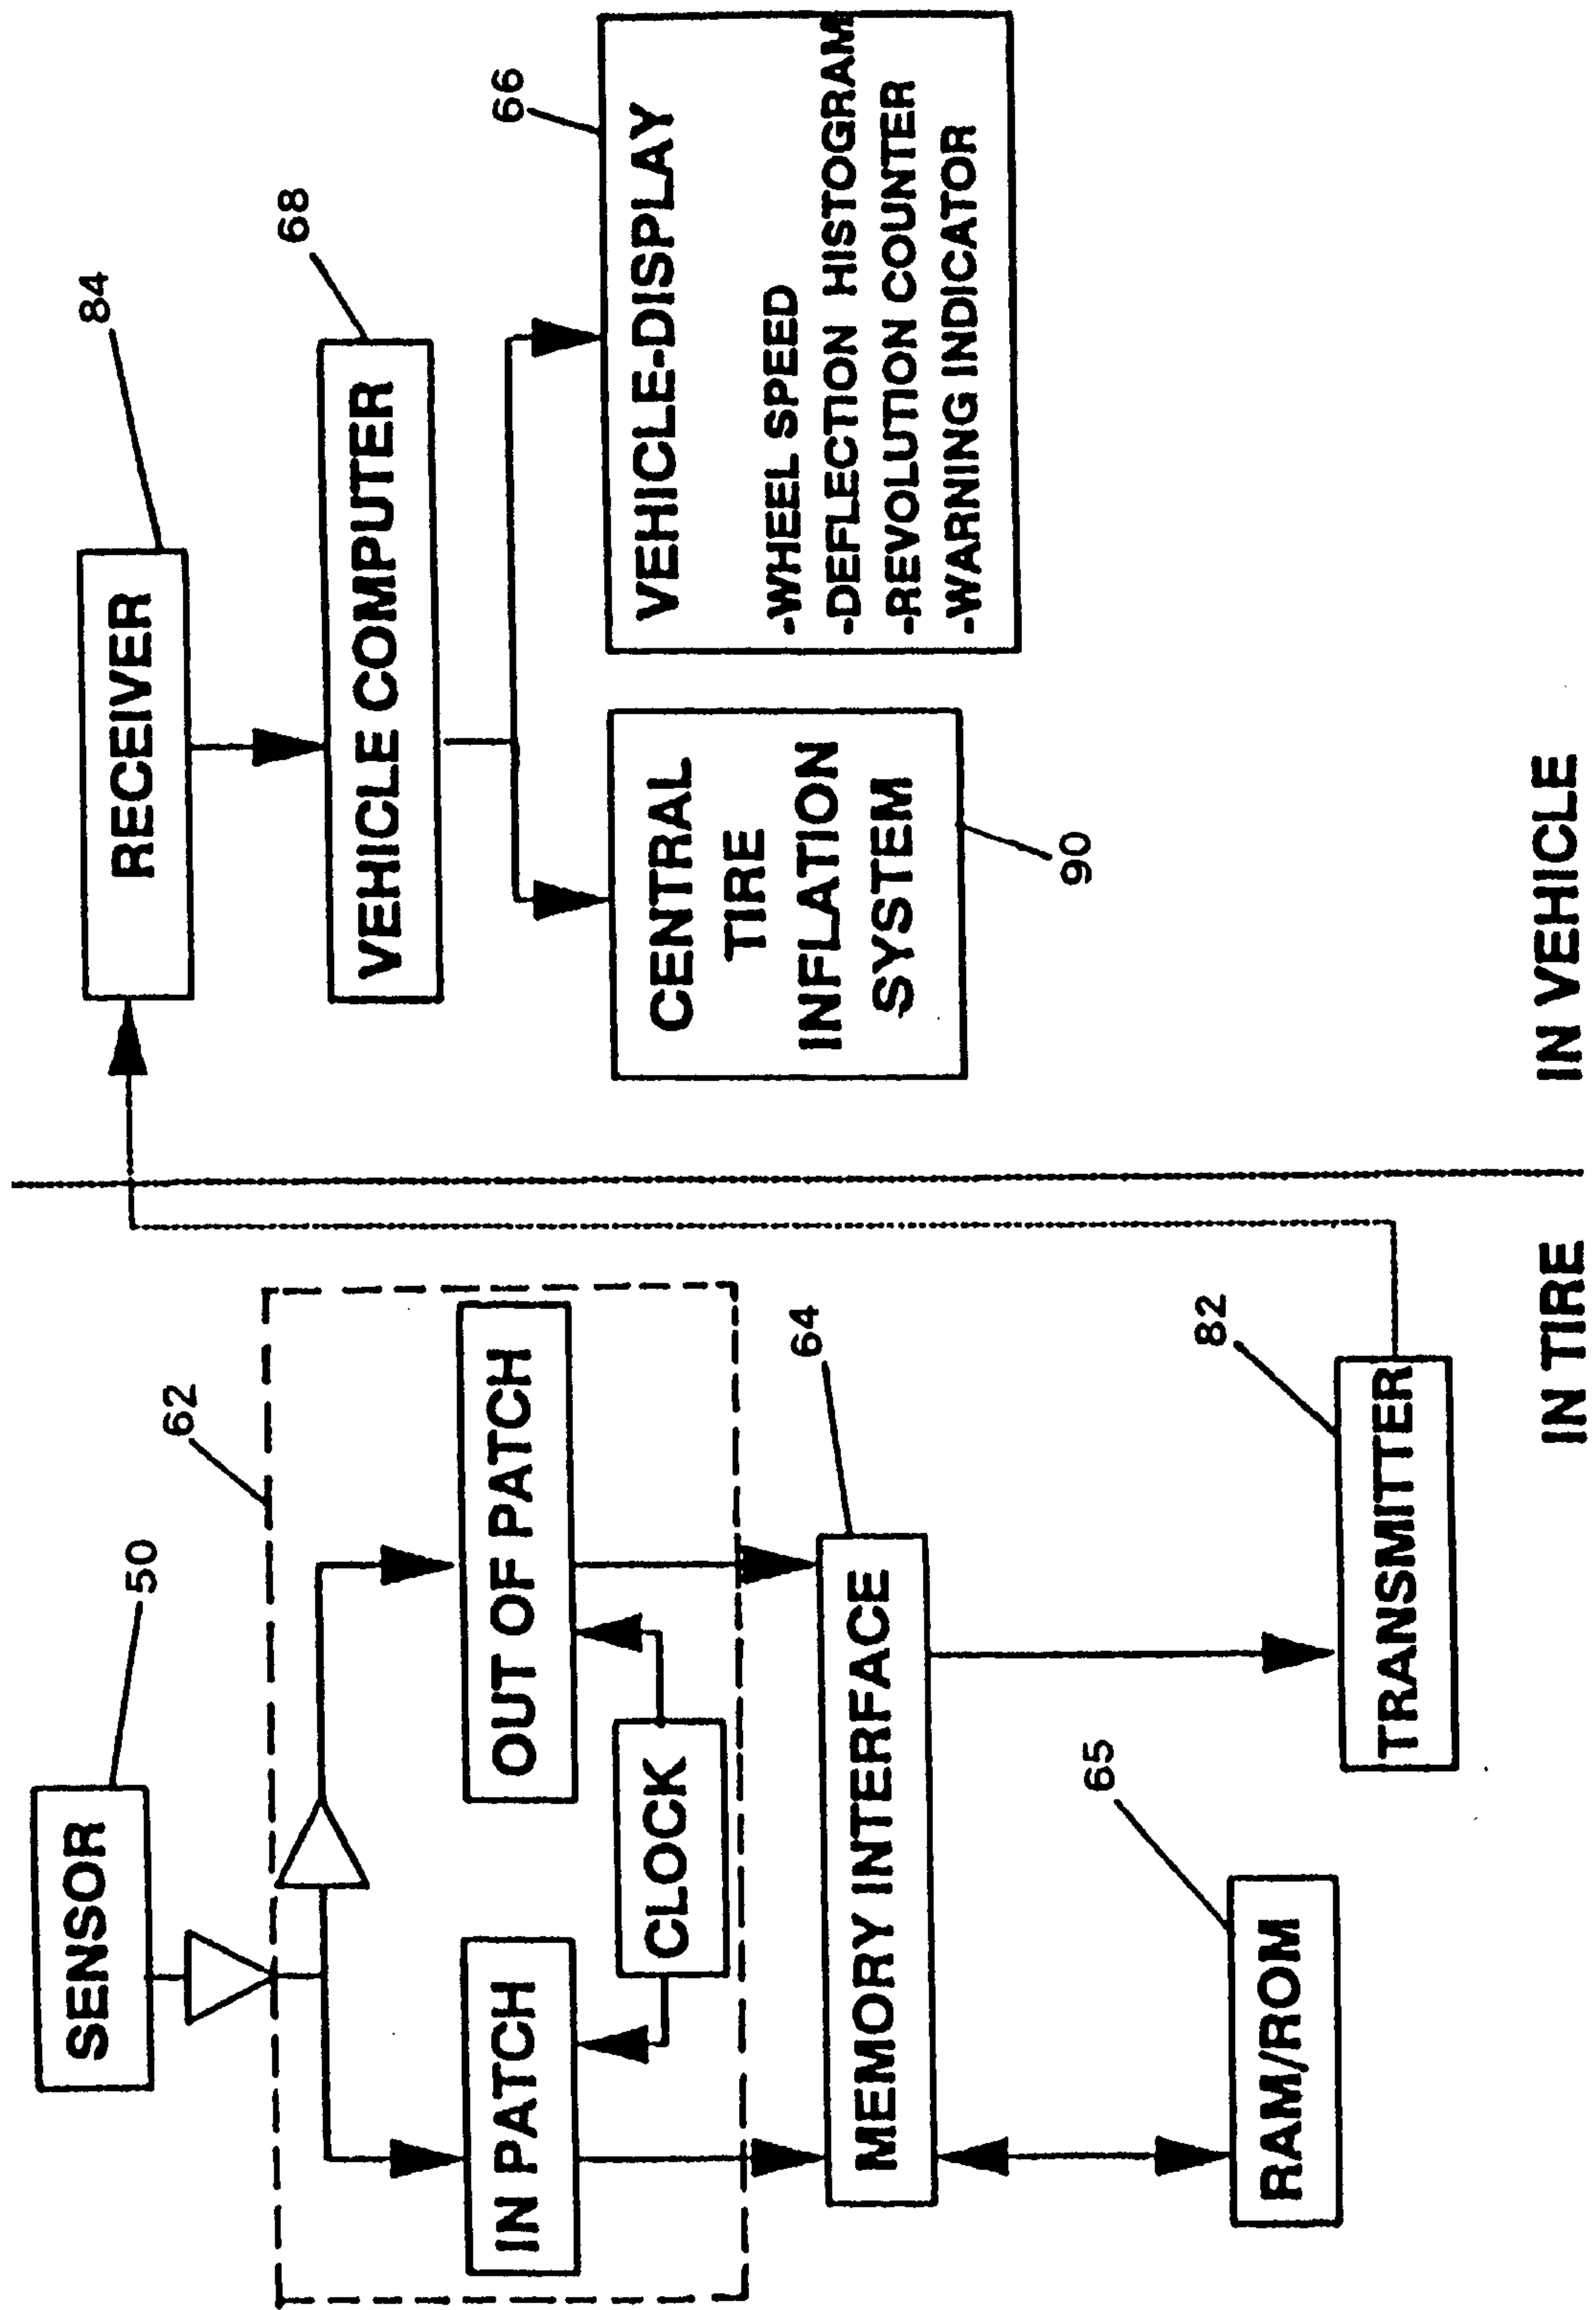 SENSOR
50
62
IN PATCH
OUT OF PATCH
CLOCK
MEMORY INTERFACE
64
RAM/ROM
65
TRANSMITTER
82
IN TIRE
RECEIVER
84
VEHICLE COMPUTER
68
CENTRAL
TIRE
INFLATION
SYSTEM
90
VEHICLE-DISPLAY
66
-WHEEL SPEED
-DEFLECTION HISTOGRAM
-REVOLUTION COUNTER
-WARNING INDICATOR
IN VEHICLE